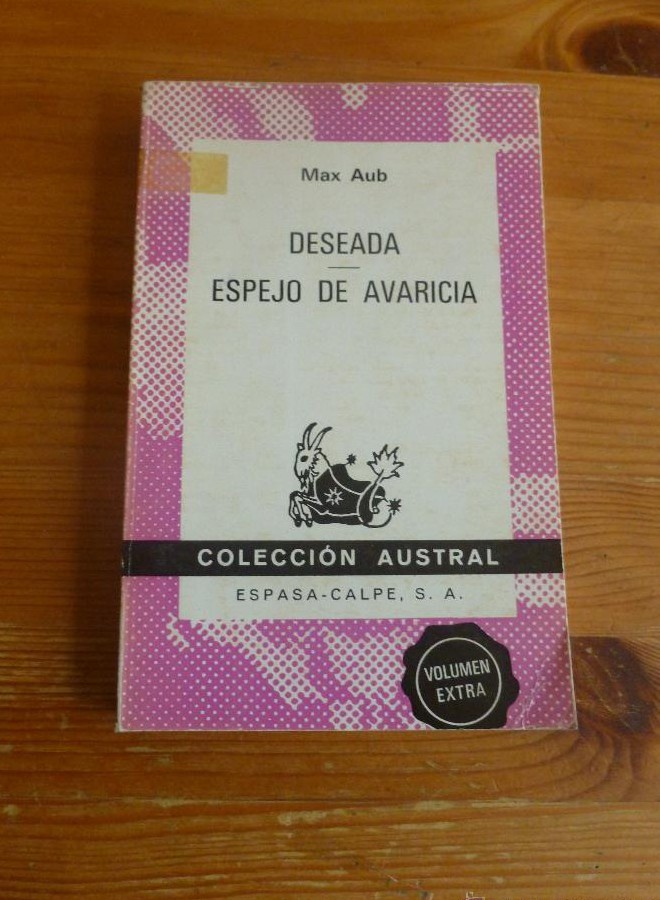 Max Aub
DESEADA
ESPEJO DE AVARICIA
COLECCIÓN AUSTRAL
ESPASA-CALPE, S. A.
VOLUMEN
EXTRA